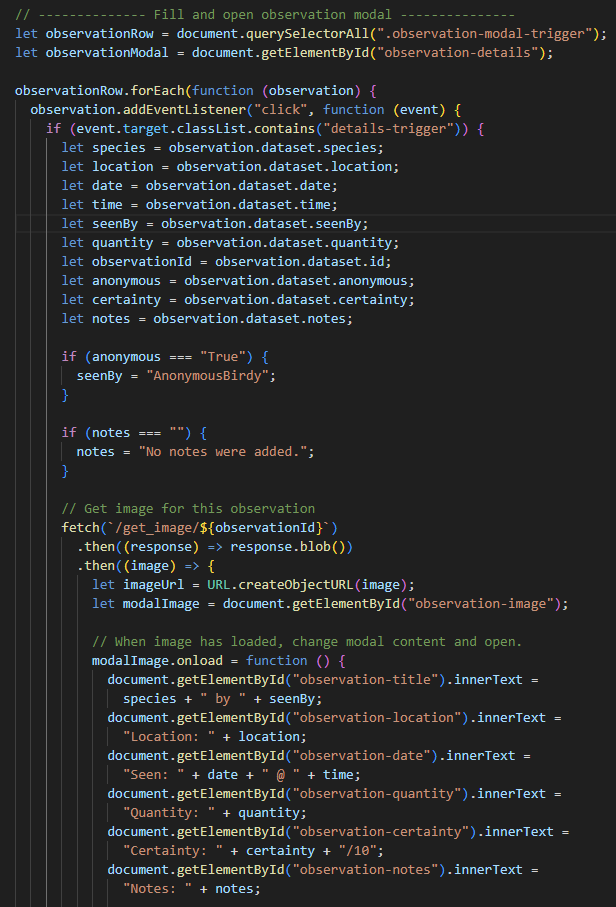 // -------------- Fill and open observation modal ---------------
let observationRow = document.querySelectorAll(".observation-modal-trigger");
let observationModal = document.getElementById("observation-details");
observationRow.forEach(function (observation) {
observation.addEventListener("click", function (event) {
if (event.target.classList.contains("details-trigger")) {
let species = observation.dataset.species;
let location = observation.dataset.location;
let date = observation.dataset.date;
let time = observation.dataset.time;
let seenBy = observation.dataset.seenBy;
let quantity = observation.dataset.quantity;
let observationId = observation.dataset.id;
let anonymous = observation.dataset.anonymous;
let certainty = observation.dataset.certainty;
let notes = observation.dataset.notes;
if (anonymous === "True") {
seenBy = "AnonymousBirdy";
}
if (notes === "") {
notes = "No notes were added.";
}
// Get image for this observation
fetch(`/get_image/${observationId}`)
.then((response) => response.blob())
.then((image) => {
let imageUrl = URL.createObjectURL(image);
let modalImage = document.getElementById("observation-image");
// When image has loaded, change modal content and open.
modalImage.onload = function () {
document.getElementById("observation-title").innerText =
species + " by " + seenBy;
document.getElementById("observation-location").innerText =
"Location: " + location;
document.getElementById("observation-date").innerText =
"Seen: " + date + " @ " + time;
document.getElementById("observation-quantity").innerText =
"Quantity: " + quantity;
document.getElementById("observation-certainty").innerText =
"Certainty: " + certainty + "/10";
document.getElementById("observation-notes").innerText =
"Notes: " + notes;